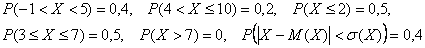 P(−1 < X < 5) = 0,4,   P(4 < X ≤ 10) = 0,2,   P(X ≤ 2) = 0,5,
P(3 ≤ X ≤ 7) = 0,5,   P(X > 7) = 0,   P(|X − M(X)| < σ(X)) = 0,4